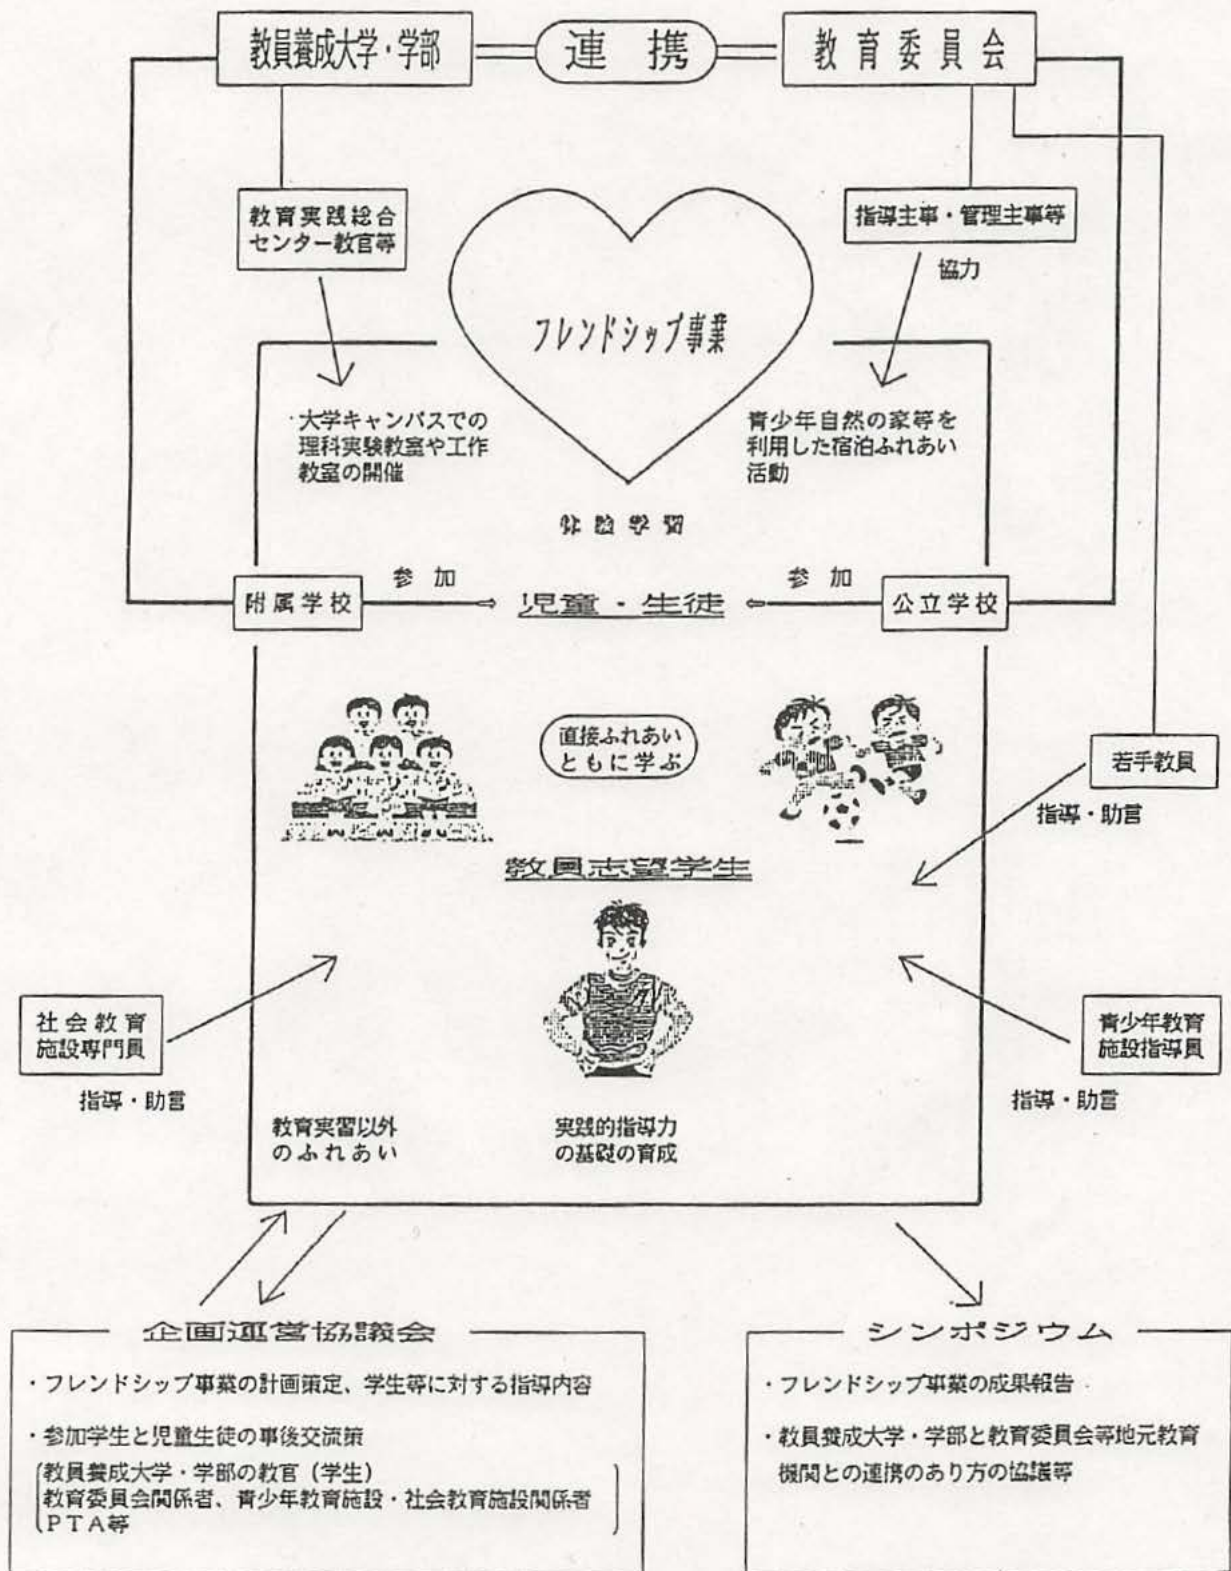 教員養成大学・学部
連携
教育委員会
教育実践総合
センター教官等
指導主事・管理主事等
協力
フレンドシップ事業
・大学キャンパスでの
理科実験教室や工作
教室の開催
青少年自然の家等を
利用した宿泊ふれあい
活動
体験学習
附属学校
参加
児童・生徒
参加
公立学校
直接ふれあい
ともに学ぶ
若手教員
指導・助言
教員志望学生
社会教育
施設専門員
指導・助言
青少年教育
施設指導員
指導・助言
教育実習以外
のふれあい
実践的指導力
の基礎の育成
企画運営協議会
・フレンドシップ事業の計画策定、学生等に対する指導内容
・参加学生と児童生徒の事後交流策
教員養成大学・学部の教官(学生)
教育委員会関係者、青少年教育施設・社会教育施設関係者
PTA等
シンポジウム
・フレンドシップ事業の成果報告
・教員養成大学・学部と教育委員会等地元教育
機関との連携のあり方の協議等